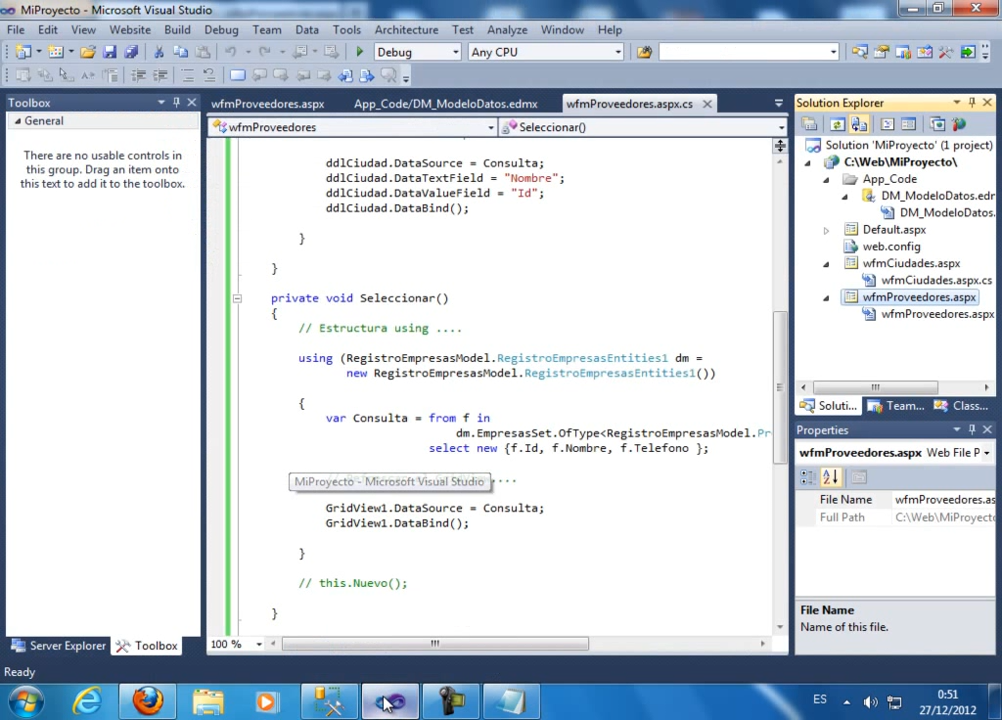 MiProyecto - Microsoft Visual Studio
File Edit View Website Build Debug Team Data Tools Architecture Test Analyze Window Help
Debug Any CPU
Toolbox
General
There are no usable controls in
this group. Drag an item onto
this text to add it to the toolbox.
Server Explorer Toolbox
wfmProveedores.aspx App_Code/DM_ModeloDatos.edmx wfmProveedores.aspx.cs
wfmProveedores Seleccionar()
ddlCiudad.DataSource = Consulta;
ddlCiudad.DataTextField = "Nombre";
ddlCiudad.DataValueField = "Id";
ddlCiudad.DataBind();
}
}
private void Seleccionar()
{
// Estructura using ....
using (RegistroEmpresasModel.RegistroEmpresasEntities1 dm =
new RegistroEmpresasModel.RegistroEmpresasEntities1())
{
var Consulta = from f in
dm.EmpresasSet.OfType<RegistroEmpresasModel.Pr
select new {f.Id, f.Nombre, f.Telefono };
MiProyecto - Microsoft Visual Studio
GridView1.DataSource = Consulta;
GridView1.DataBind();
}
// this.Nuevo();
}
100 %
Solution Explorer
Solution 'MiProyecto' (1 project)
C:\Web\MiProyecto\
App_Code
DM_ModeloDatos.edr
DM_ModeloDatos.
Default.aspx
web.config
wfmCiudades.aspx
wfmCiudades.aspx.cs
wfmProveedores.aspx
wfmProveedores.aspx
Soluti... Team... Class...
Properties
wfmProveedores.aspx Web File P
File Name wfmProveedores.as
Full Path C:\Web\MiProyecto
File Name
Name of this file.
Ready
ES
0:51
27/12/2012